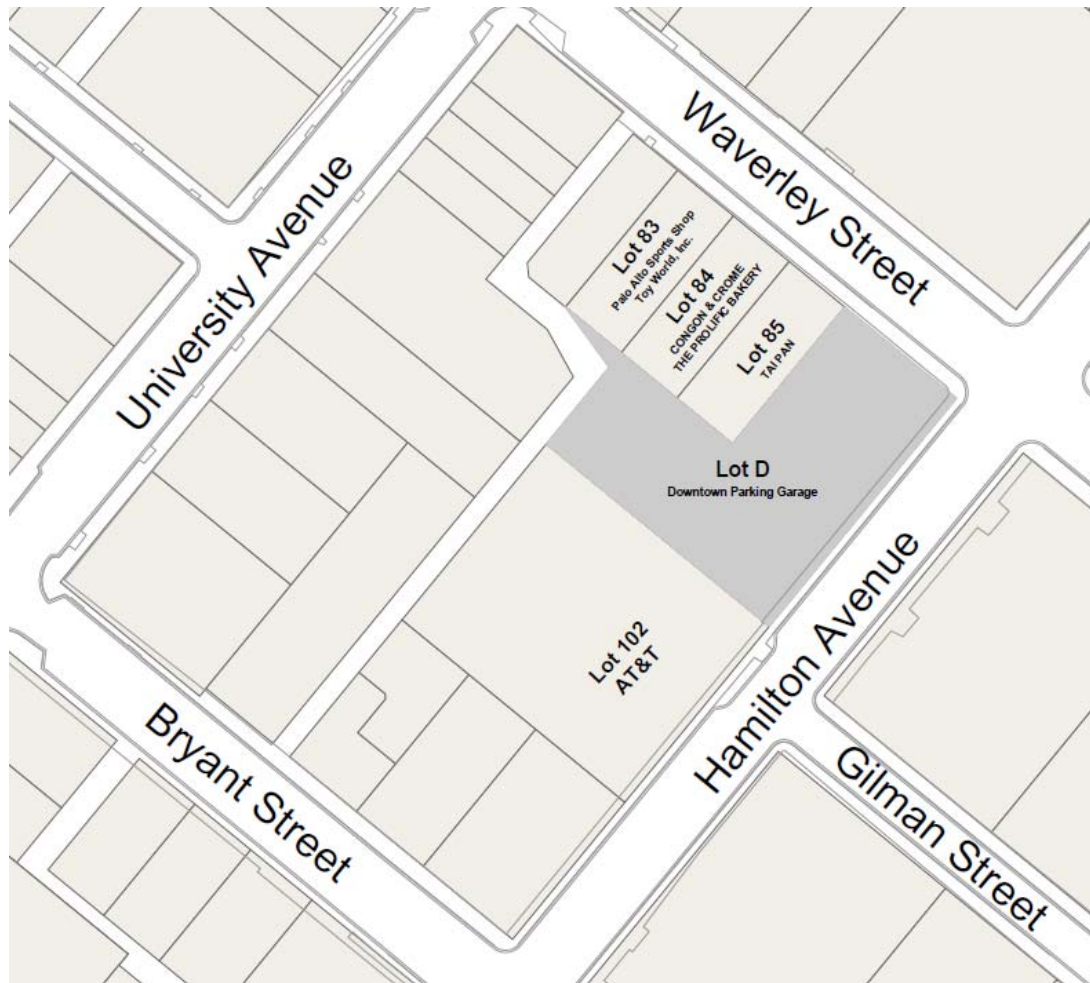 Waverley Street
University Avenue
Lot 83
Palo Alto Sports Shop
Toy World, Inc.
Lot 84
CONGON & CROME
THE PROLIFIC BAKERY
Lot 85
TAI PAN
Lot D
Downtown Parking Garage
Lot 102
AT&T
Hamilton Avenue
Bryant Street
Gilman Street